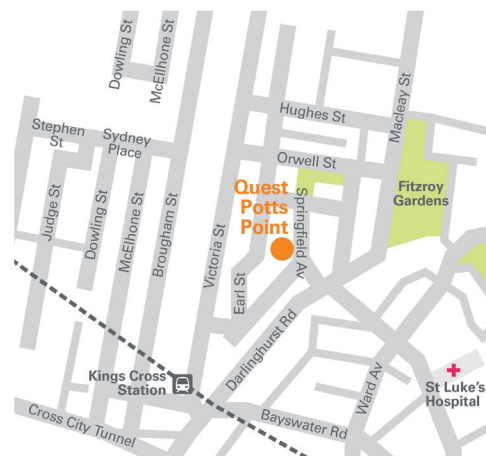 Dowling St
McEllhone St
Macleay St
Hughes St
Stephen
St
Sydney
Place
Orwell St
Quest
Potts
Point
Fitzroy
Gardens
Judge St
Dowling St
McEllhone St
Brougham St
Victoria St
Springfield Av
Earl St
Darlinghurst Rd
Kings Cross
Station
Ward Av
St Luke's
Hospital
Cross City Tunnel
Bayswater Rd